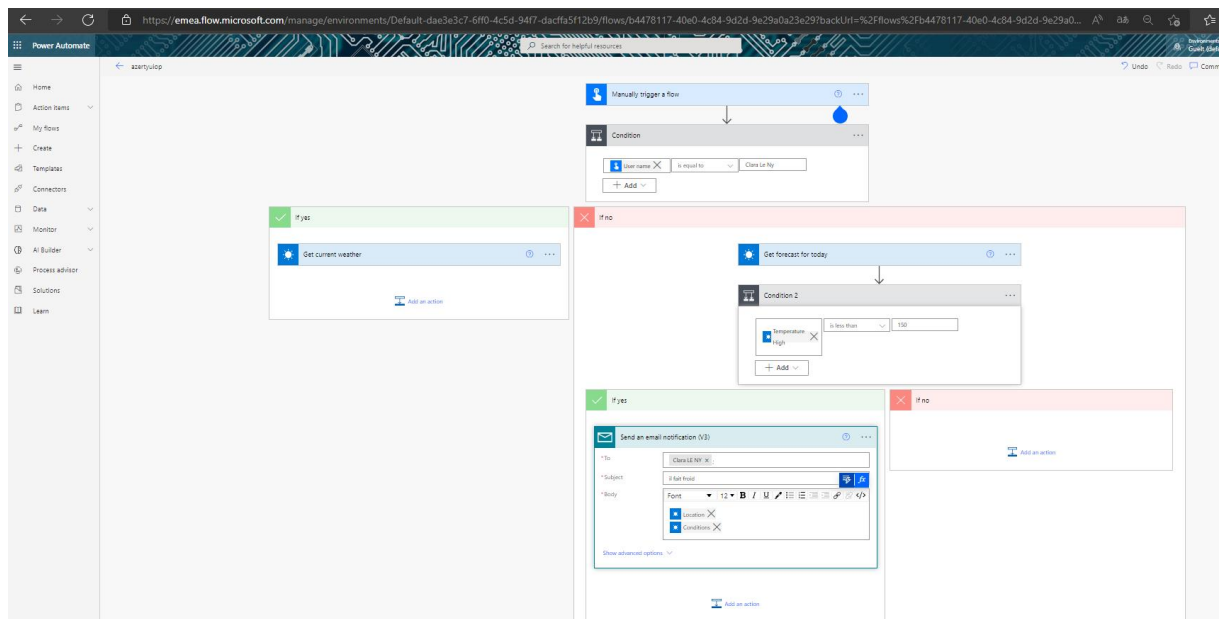 https://emea.flow.microsoft.com/manage/environments/Default-dae3e3c7-6ff0-4c5d-94f7-dacffa5f12b9/flows/b4478117-40e0-4c84-9d2d-9e29a0a23e29?backUrl=%2Fflows%2Fb4478117-40e0-4c84-9d2d-9e29a0...
Power Automate
Search for helpful resources
Environments
azertyuiop
Undo
Redo
Comm
Home
Action items
My flows
Create
Templates
Connectors
Data
Monitor
AI Builder
Process advisor
Solutions
Learn
Manually trigger a flow
Condition
User name
is equal to
Clara Le Ny
Add
If yes
Get current weather
Add an action
If no
Get forecast for today
Condition 2
Temperature
High
is less than
150
Add
If yes
Send an email notification (V3)
*To
Clara LE NY
*Subject
Il fait froid
fx
*Body
Font
12
B I U
</>
Location
Conditions
Show advanced options
Add an action
If no
Add an action